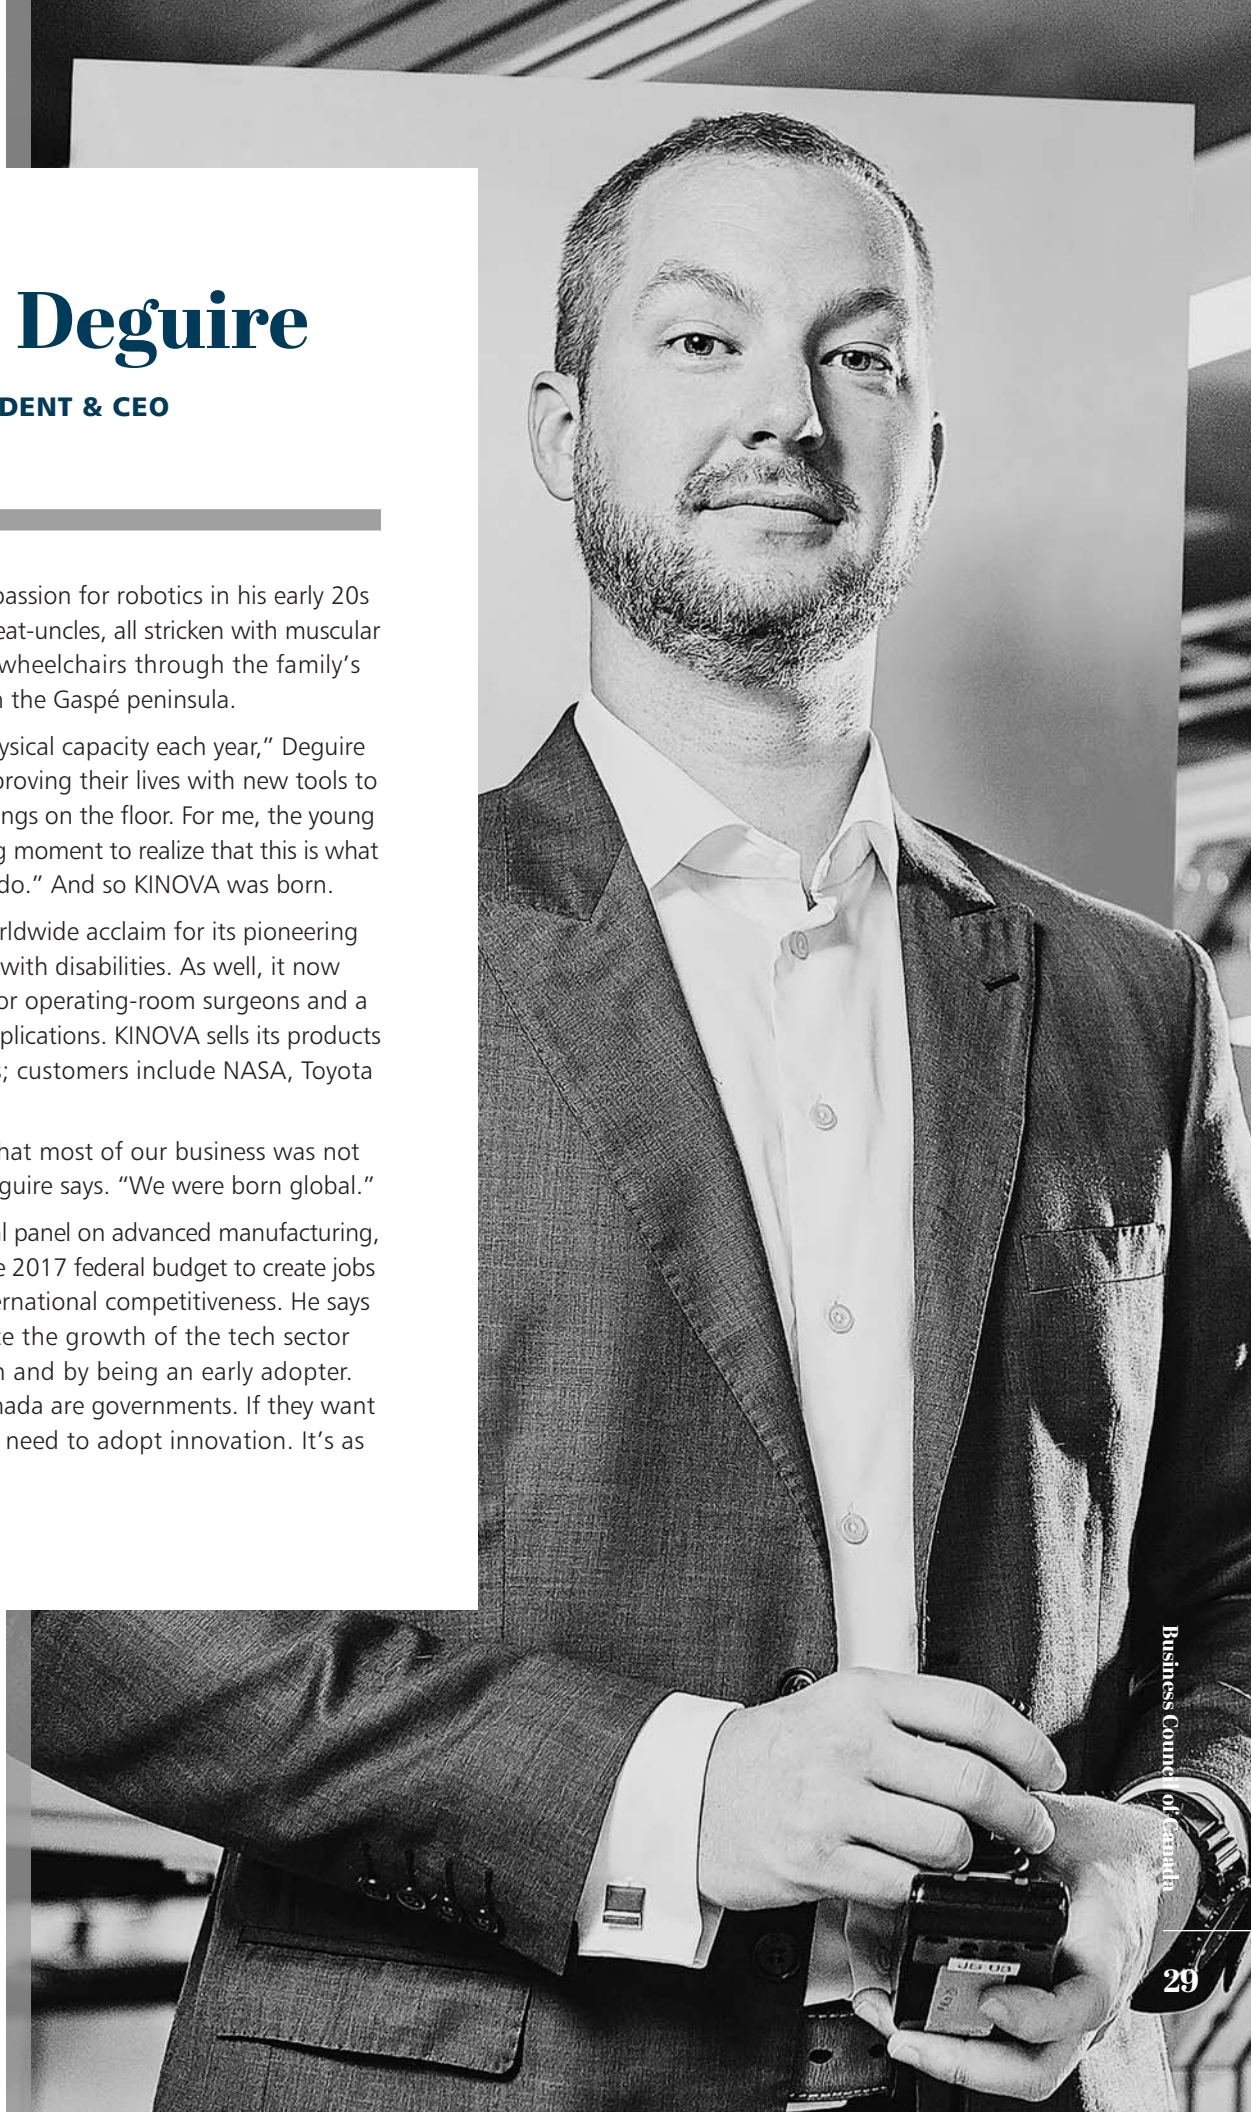 Deguire
DENT & CEO
passion for robotics in his early 20s
eat-uncles, all stricken with muscular
wheelchairs through the family’s
n the Gaspé peninsula.
ysical capacity each year,” Deguire
proving their lives with new tools to
ngs on the floor. For me, the young
g moment to realize that this is what
do.” And so KINOVA was born.
rldwide acclaim for its pioneering
with disabilities. As well, it now
or operating-room surgeons and a
plications. KINOVA sells its products
s; customers include NASA, Toyota
hat most of our business was not
guire says. “We were born global.”
l panel on advanced manufacturing,
e 2017 federal budget to create jobs
ernational competitiveness. He says
te the growth of the tech sector
n and by being an early adopter.
nada are governments. If they want
need to adopt innovation. It’s as
Business Council of Canada
29